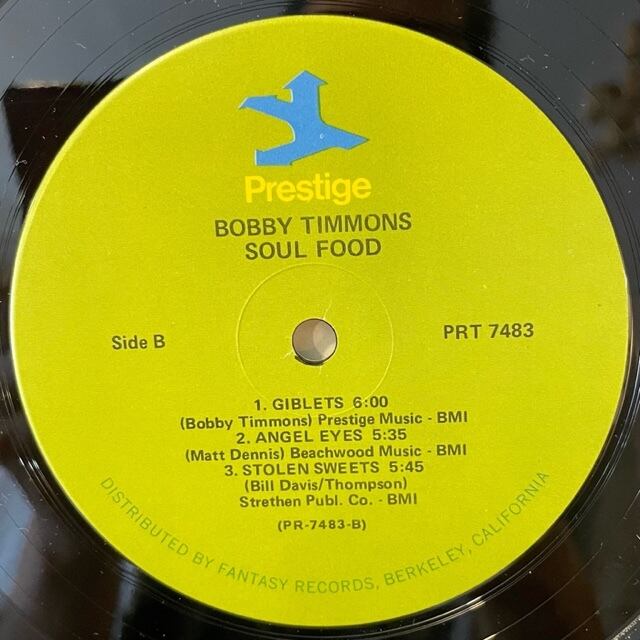 Prestige
BOBBY TIMMONS
SOUL FOOD
Side B
PRT 7483
1. GIBLETS 6:00
(Bobby Timmons) Prestige Music - BMI
2. ANGEL EYES 5:35
(Matt Dennis) Beachwood Music - BMI
3. STOLEN SWEETS 5:45
(Bill Davis/Thompson)
Strethen Publ. Co. - BMI
(PR-7483-B)
DISTRIBUTED BY FANTASY RECORDS, BERKELEY, CALIFORNIA